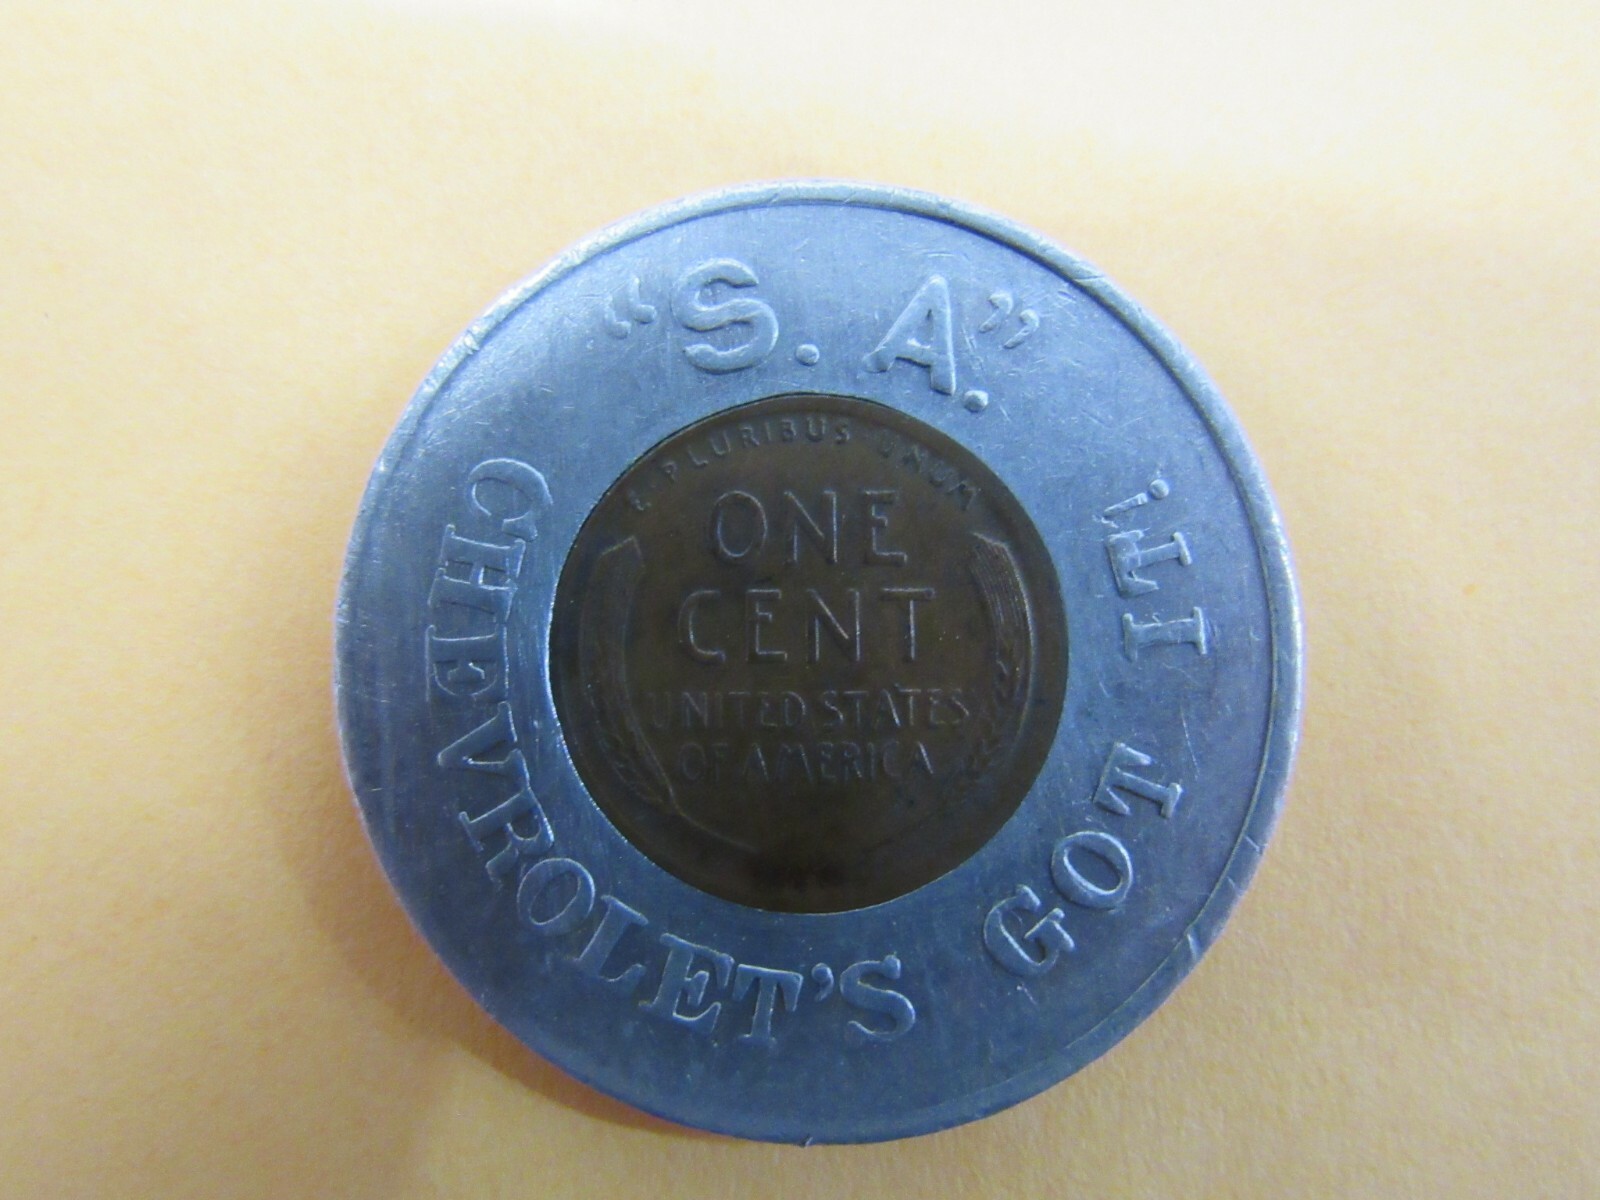 “S. A.”
CHEVROLET'S GOT IT!
E PLURIBUS UNUM
ONE
CENT
UNITED STATES
OF AMERICA